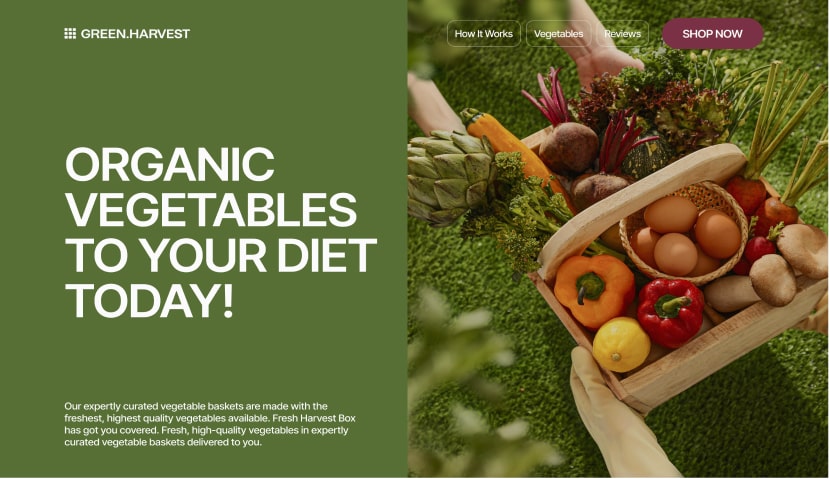 GREEN.HARVEST
How It Works
Vegetables
Reviews
SHOP NOW
ORGANIC
VEGETABLES
TO YOUR DIET
TODAY!
Our expertly curated vegetable baskets are made with the
freshest, highest quality vegetables available. Fresh Harvest Box
has got you covered. Fresh, high-quality vegetables in expertly
curated vegetable baskets delivered to you.